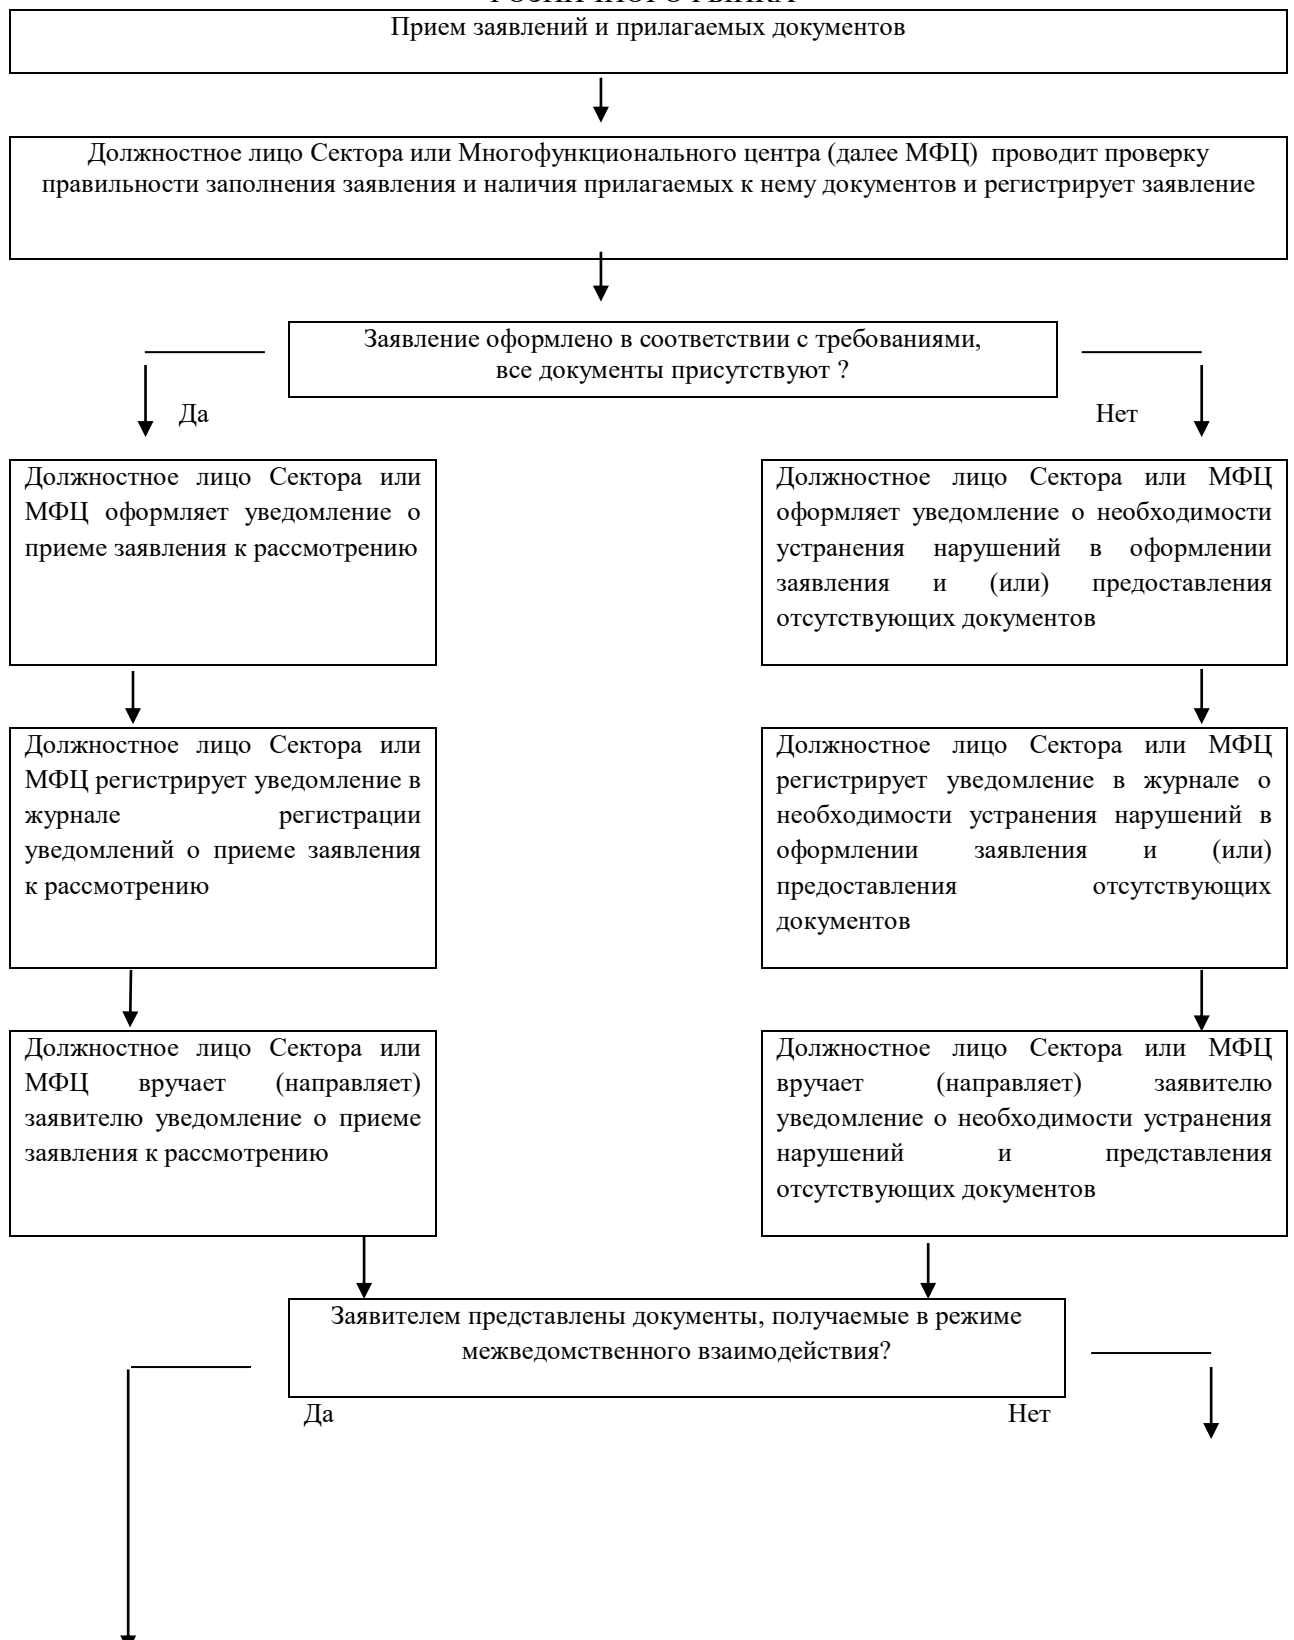 Прием заявлений и прилагаемых документов
Должностное лицо Сектора или Многофункционального центра (далее МФЦ) проводит проверку
правильности заполнения заявления и наличия прилагаемых к нему документов и регистрирует заявление
Заявление оформлено в соответствии с требованиями,
все документы присутствуют ?
Да
Нет
Должностное лицо Сектора или
МФЦ оформляет уведомление о
приеме заявления к рассмотрению
Должностное лицо Сектора или МФЦ
оформляет уведомление о необходимости
устранения нарушений в оформлении
заявления и (или) предоставления
отсутствующих документов
Должностное лицо Сектора или
МФЦ регистрирует уведомление в
журнале регистрации
уведомлений о приеме заявления
к рассмотрению
Должностное лицо Сектора или МФЦ
регистрирует уведомление в журнале о
необходимости устранения нарушений в
оформлении заявления и (или)
предоставления отсутствующих
документов
Должностное лицо Сектора или
МФЦ вручает (направляет)
заявителю уведомление о приеме
заявления к рассмотрению
Должностное лицо Сектора или МФЦ
вручает (направляет) заявителю
уведомление о необходимости устранения
нарушений и представления
отсутствующих документов
Заявителем представлены документы, получаемые в режиме
межведомственного взаимодействия?
Да
Нет